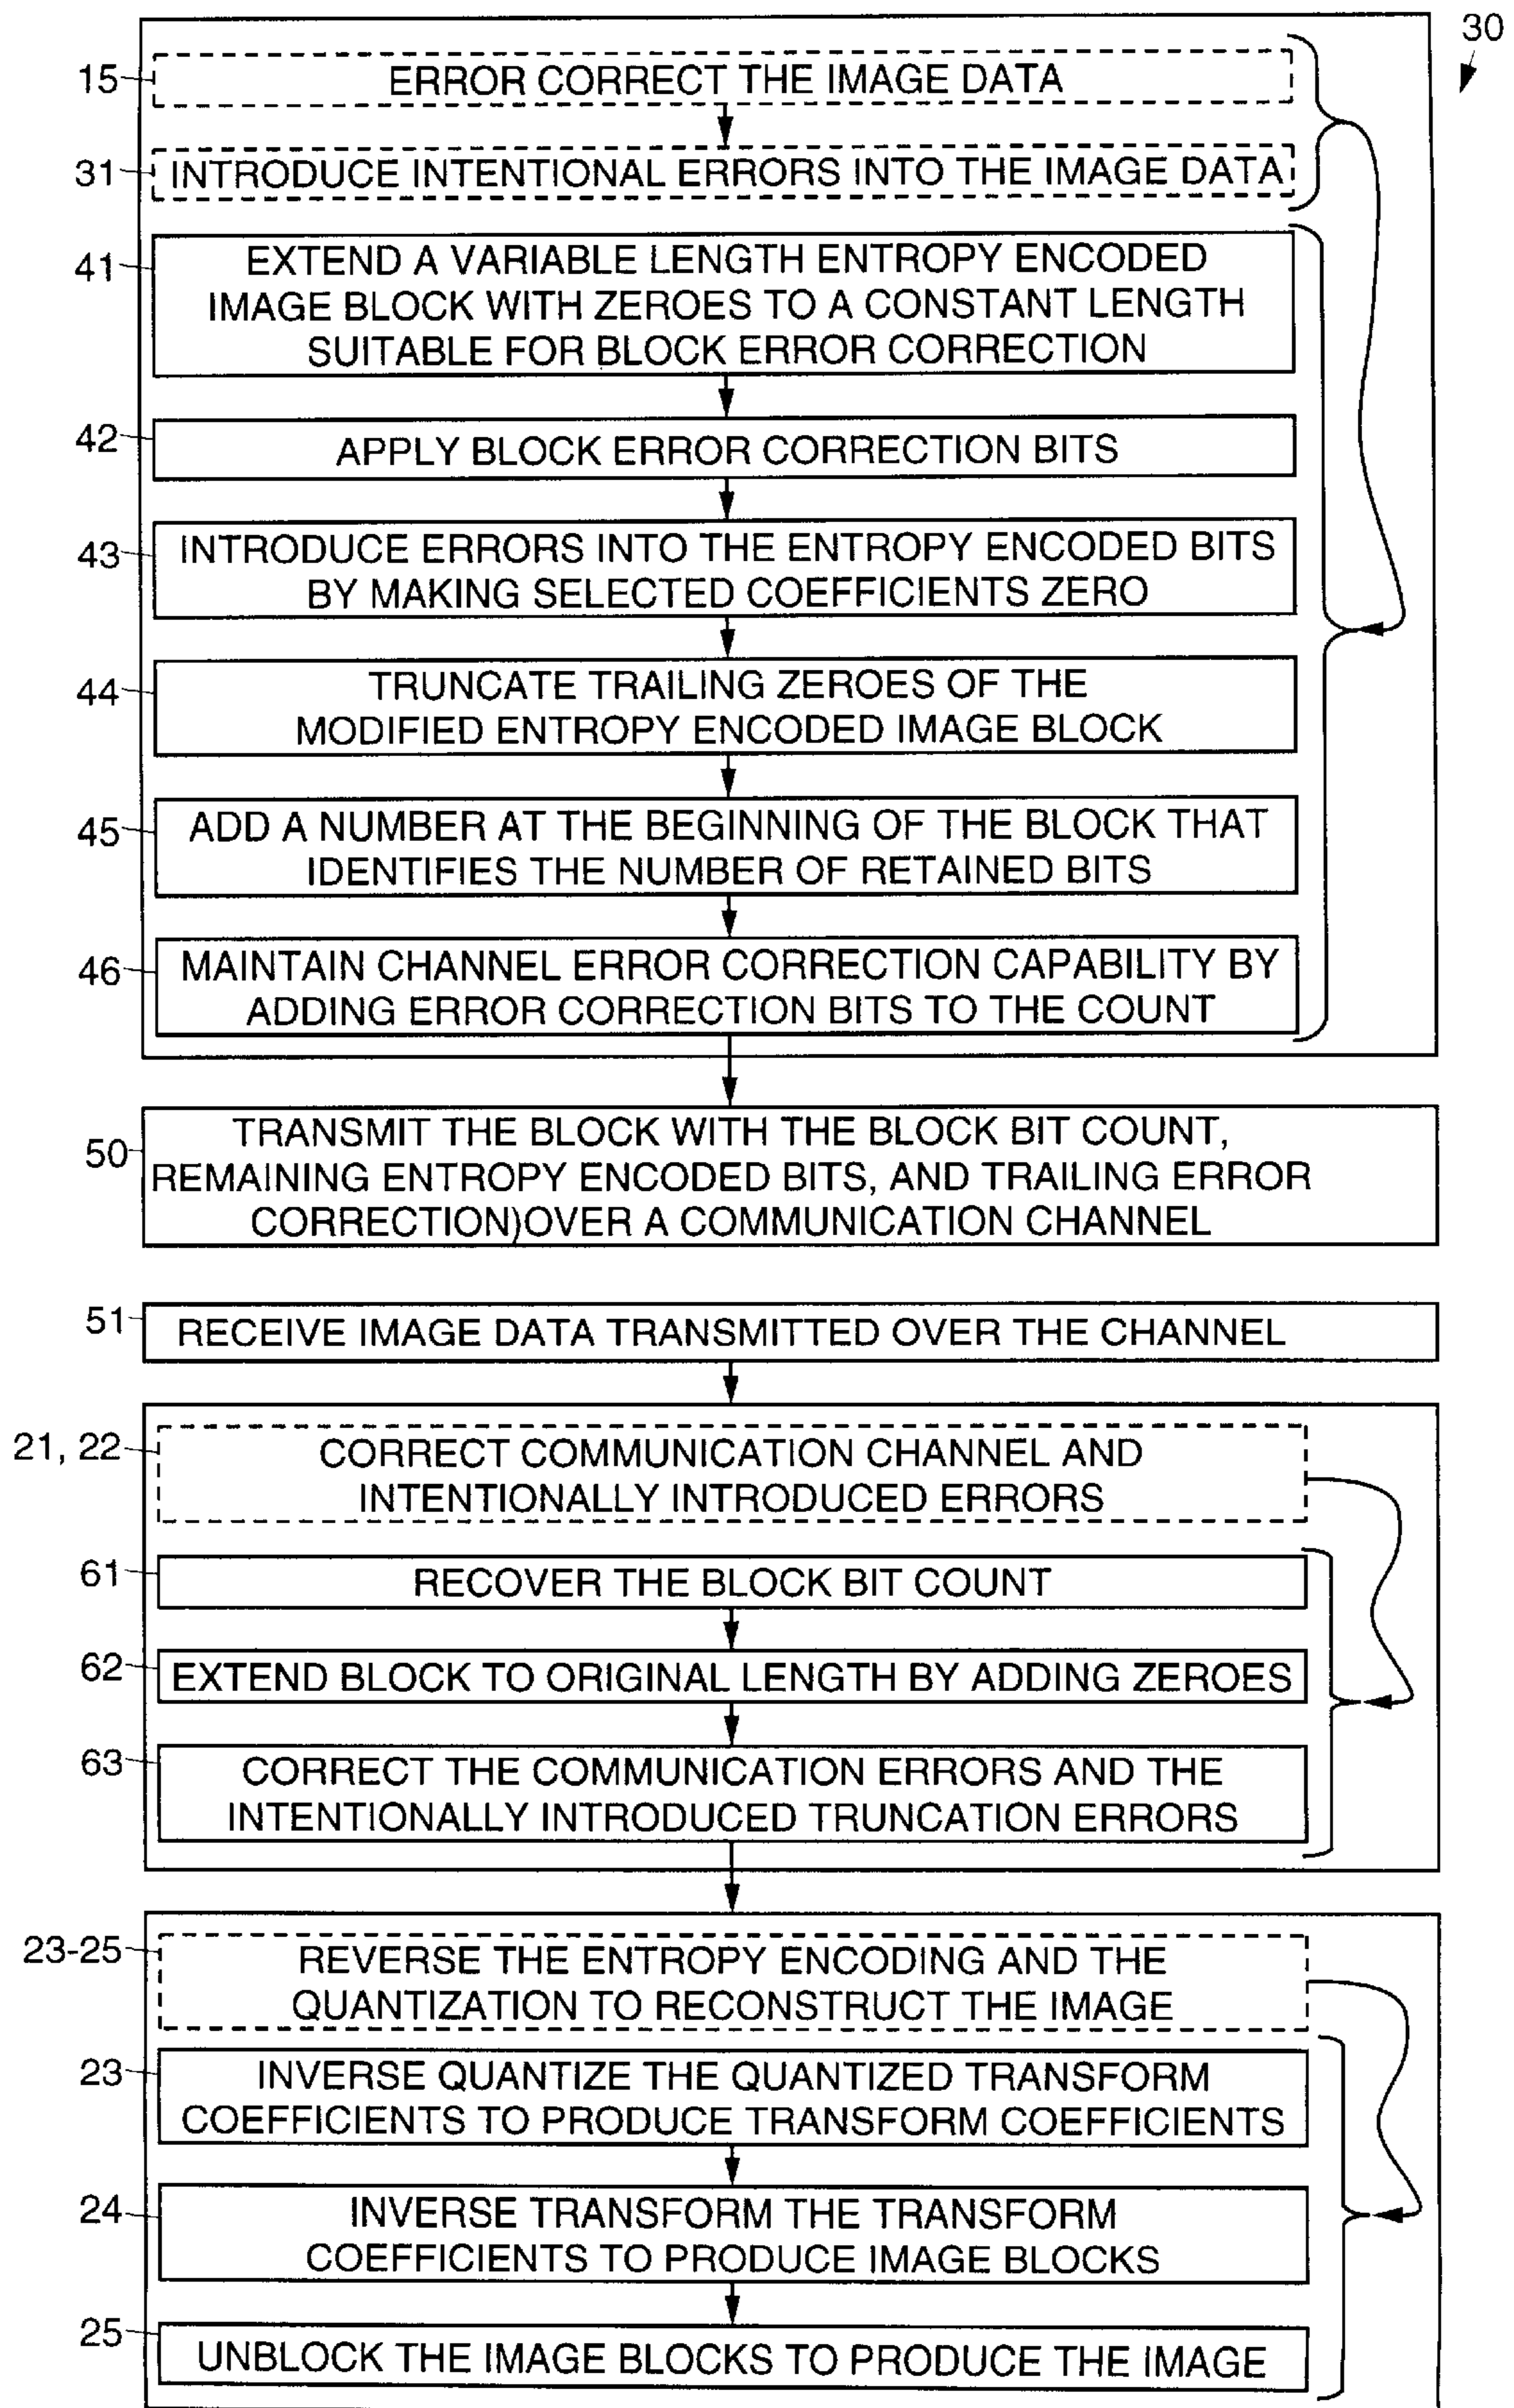 30
15 ERROR CORRECT THE IMAGE DATA
31 INTRODUCE INTENTIONAL ERRORS INTO THE IMAGE DATA
41 EXTEND A VARIABLE LENGTH ENTROPY ENCODED
IMAGE BLOCK WITH ZEROES TO A CONSTANT LENGTH
SUITABLE FOR BLOCK ERROR CORRECTION
42 APPLY BLOCK ERROR CORRECTION BITS
43 INTRODUCE ERRORS INTO THE ENTROPY ENCODED BITS
BY MAKING SELECTED COEFFICIENTS ZERO
44 TRUNCATE TRAILING ZEROES OF THE
MODIFIED ENTROPY ENCODED IMAGE BLOCK
45 ADD A NUMBER AT THE BEGINNING OF THE BLOCK THAT
IDENTIFIES THE NUMBER OF RETAINED BITS
46 MAINTAIN CHANNEL ERROR CORRECTION CAPABILITY BY
ADDING ERROR CORRECTION BITS TO THE COUNT
50 TRANSMIT THE BLOCK WITH THE BLOCK BIT COUNT,
REMAINING ENTROPY ENCODED BITS, AND TRAILING ERROR
CORRECTION)OVER A COMMUNICATION CHANNEL
51 RECEIVE IMAGE DATA TRANSMITTED OVER THE CHANNEL
21, 22 CORRECT COMMUNICATION CHANNEL AND
INTENTIONALLY INTRODUCED ERRORS
61 RECOVER THE BLOCK BIT COUNT
62 EXTEND BLOCK TO ORIGINAL LENGTH BY ADDING ZEROES
63 CORRECT THE COMMUNICATION ERRORS AND THE
INTENTIONALLY INTRODUCED TRUNCATION ERRORS
23-25 REVERSE THE ENTROPY ENCODING AND THE
QUANTIZATION TO RECONSTRUCT THE IMAGE
23 INVERSE QUANTIZE THE QUANTIZED TRANSFORM
COEFFICIENTS TO PRODUCE TRANSFORM COEFFICIENTS
24 INVERSE TRANSFORM THE TRANSFORM
COEFFICIENTS TO PRODUCE IMAGE BLOCKS
25 UNBLOCK THE IMAGE BLOCKS TO PRODUCE THE IMAGE